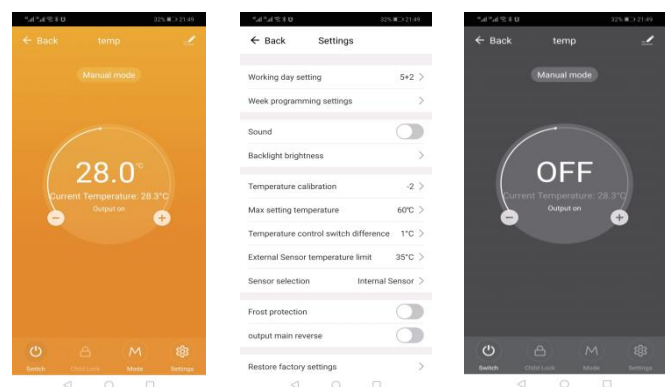 32% 21:49
← Back temp
Manual mode
28.0°C
Current Temperature: 28.3°C
Output on
− +
Switch Child Lock Mode Settings
32% 21:49
← Back Settings
Working day setting 5+2 >
Week programming settings >
Sound
Backlight brightness >
Temperature calibration -2 >
Max setting temperature 60℃ >
Temperature control switch difference 1°C >
External Sensor temperature limit 35°C >
Sensor selection Internal Sensor >
Frost protection
output main reverse
Restore factory settings >
32% 21:49
← Back temp
Manual mode
OFF
Current Temperature: 28.3°C
Output on
− +
Switch Child Lock M Mode Settings